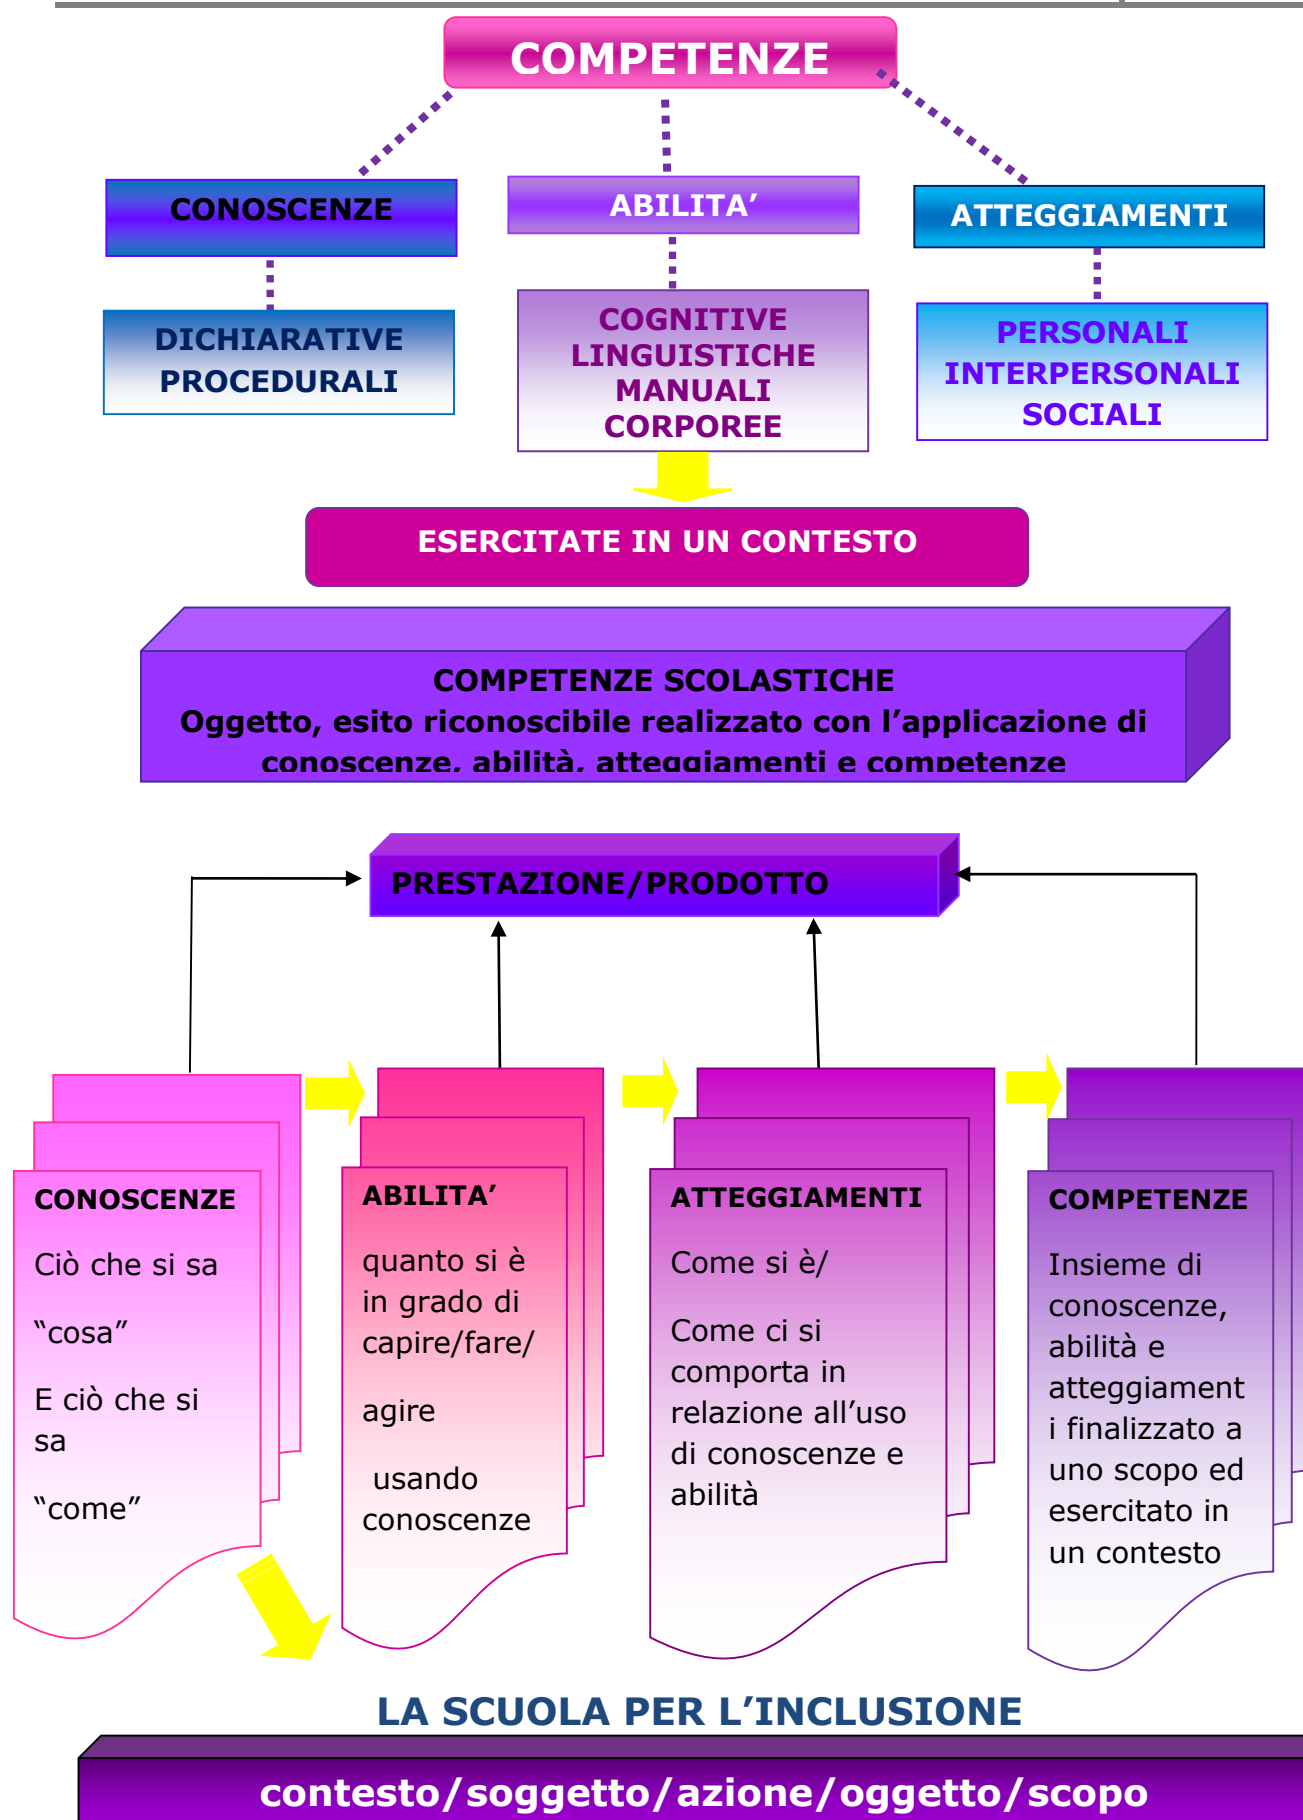 COMPETENZE
CONOSCENZE
ABILITA’
ATTEGGIAMENTI
DICHIARATIVE
PROCEDURALI
COGNITIVE
LINGUISTICHE
MANUALI
CORPOREE
PERSONALI
INTERPERSONALI
SOCIALI
ESERCITATE IN UN CONTESTO
COMPETENZE SCOLASTICHE
Oggetto, esito riconoscibile realizzato con l’applicazione di
conoscenze, abilità, atteggiamenti e competenze
PRESTAZIONE/PRODOTTO
CONOSCENZE
Ciò che si sa
“cosa”
E ciò che si
sa
“come”
ABILITA’
quanto si è
in grado di
capire/fare/
agire
usando
conoscenze
ATTEGGIAMENTI
Come si è/
Come ci si
comporta in
relazione all’uso
di conoscenze e
abilità
COMPETENZE
Insieme di
conoscenze,
abilità e
atteggiament
i finalizzato a
uno scopo ed
esercitato in
un contesto
LA SCUOLA PER L’INCLUSIONE
contesto/soggetto/azione/oggetto/scopo